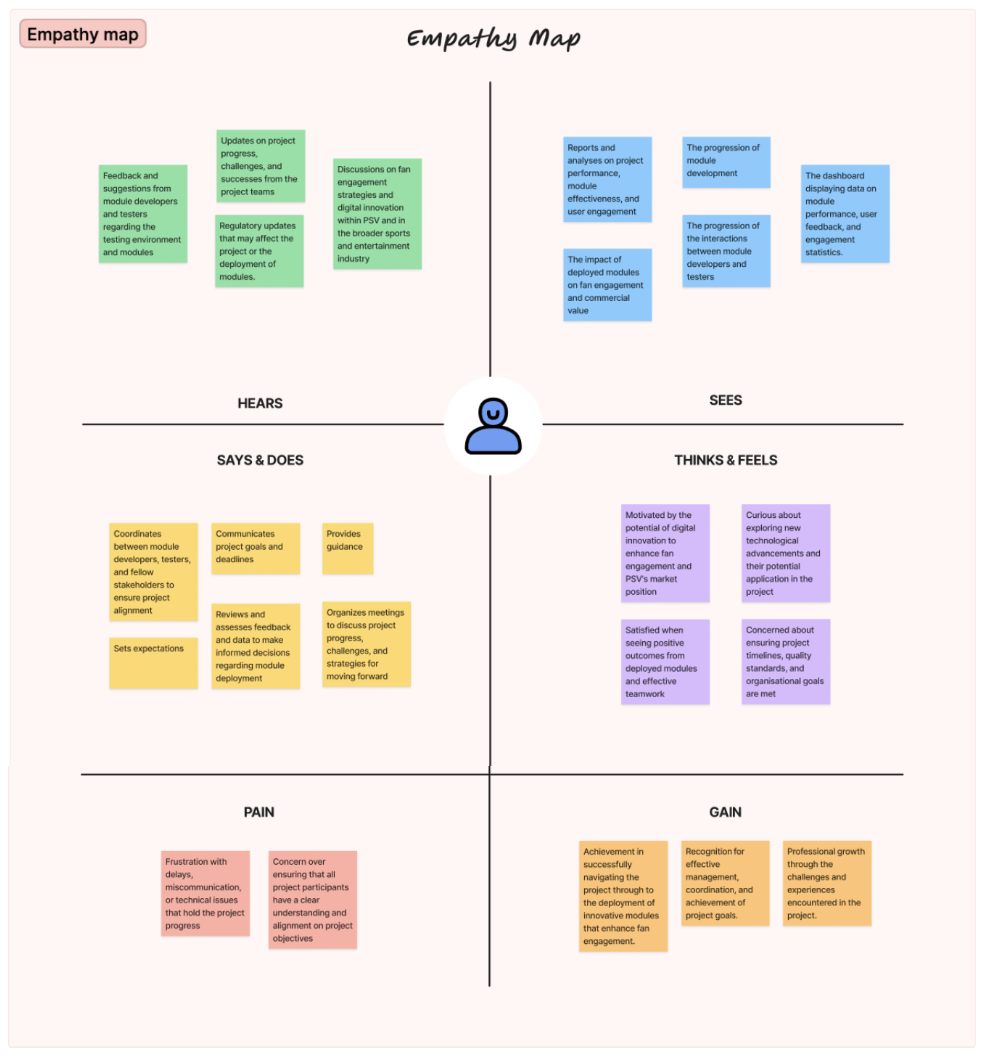 Empathy map
Empathy Map
Feedback and
suggestions from
module developers
and testers
regarding the
testing environment
and modules
Updates on project
progress,
challenges, and
successes from the
project teams
Regulatory updates
that may affect the
project or the
deployment of
modules.
Discussions on fan
engagement
strategies and
digital innovation
within PSV and in
the broader sports
and entertainment
industry
HEARS
Reports and
analyses on project
performance,
module
effectiveness, and
user engagement
The impact of
deployed modules
on fan engagement
and commercial
value
The progression of
module
development
The progression of
the interactions
between module
developers and
testers
The dashboard
displaying data on
module
performance, user
feedback, and
engagement
statistics.
SEES
SAYS & DOES
Coordinates
between module
developers, testers,
and fellow
stakeholders to
ensure project
alignment
Sets expectations
Communicates
project goals and
deadlines
Reviews and
assesses feedback
and data to make
informed decisions
regarding module
deployment
Provides
guidance
Organizes meetings
to discuss project
progress,
challenges, and
strategies for
moving forward
THINKS & FEELS
Motivated by the
potential of digital
innovation to
enhance fan
engagement and
PSV's market
position
Curious about
exploring new
technological
advancements and
their potential
application in the
project
Satisfied when
seeing positive
outcomes from
deployed modules
and effective
teamwork
Concerned about
ensuring project
timelines, quality
standards, and
organisational goals
are met
PAIN
Frustration with
delays,
miscommunication,
or technical issues
that hold the project
progress
Concern over
ensuring that all
project participants
have a clear
understanding and
alignment on project
objectives
GAIN
Achievement in
successfully
navigating the
project through to
the deployment of
innovative modules
that enhance fan
engagement.
Recognition for
effective
management,
coordination, and
achievement of
project goals.
Professional growth
through the
challenges and
experiences
encountered in the
project.